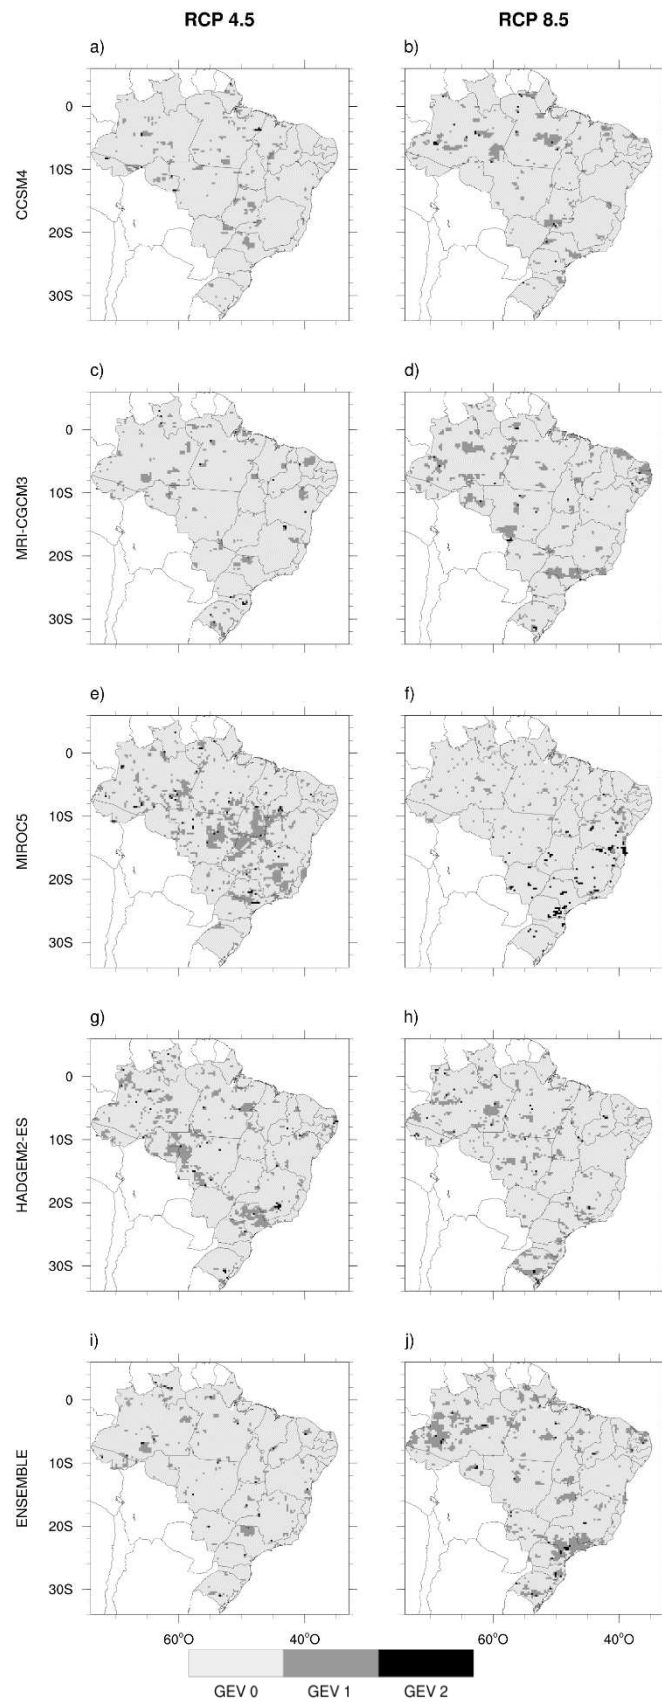 RCP 4.5 RCP 8.5
a) b)
CCSM4
0
10S
20S
30S
c) d)
MRI-CGCM3
0
10S
20S
30S
e) f)
MIROC5
0
10S
20S
30S
g) h)
HADGEM2-ES
0
10S
20S
30S
i) j)
ENSEMBLE
0
10S
20S
30S
60°O 40°O 60°O 40°O
GEV 0 GEV 1 GEV 2